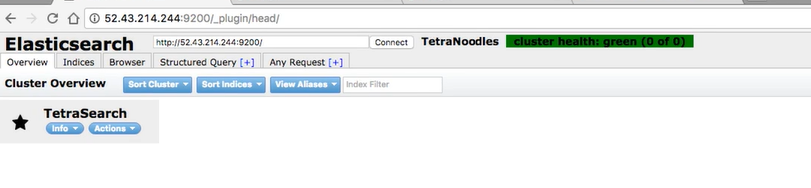 52.43.214.244:9200/_plugin/head/
Elasticsearch http://52.43.214.244:9200/ Connect TetraNoodles cluster health: green (0 of 0)
Overview Indices Browser Structured Query [+] Any Request [+]
Cluster Overview Sort Cluster Sort Indices View Aliases Index Filter
TetraSearch
Info Actions